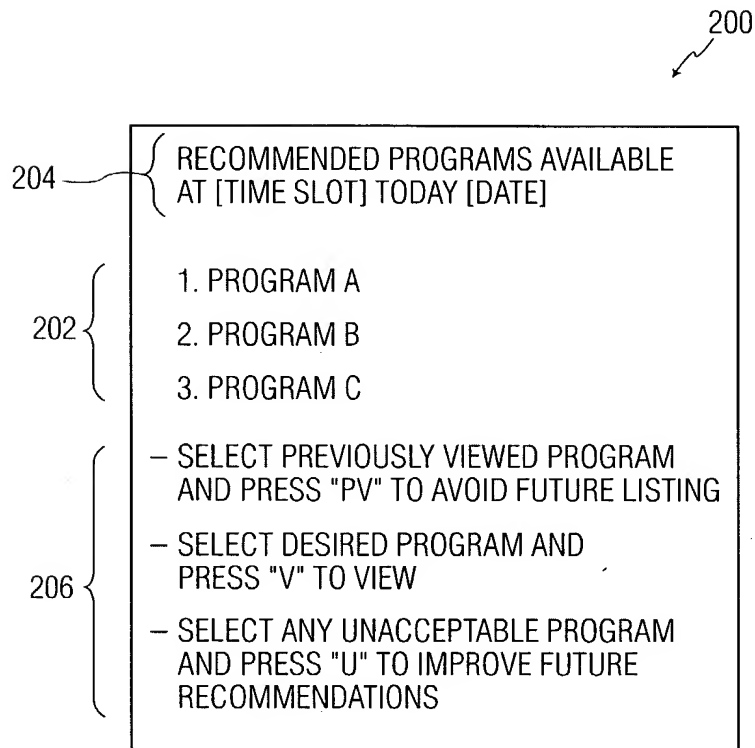 200
204
RECOMMENDED PROGRAMS AVAILABLE
AT [TIME SLOT] TODAY [DATE]
202
1. PROGRAM A
2. PROGRAM B
3. PROGRAM C
206
– SELECT PREVIOUSLY VIEWED PROGRAM
AND PRESS "PV" TO AVOID FUTURE LISTING
– SELECT DESIRED PROGRAM AND
PRESS "V" TO VIEW
– SELECT ANY UNACCEPTABLE PROGRAM
AND PRESS "U" TO IMPROVE FUTURE
RECOMMENDATIONS